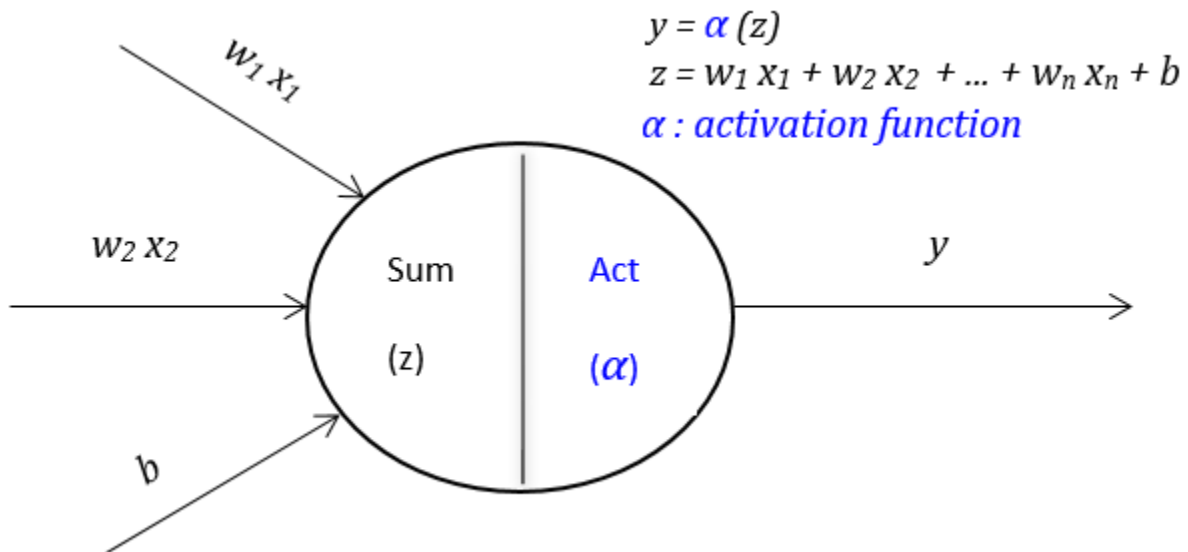 y = α (z)
z = w₁ x₁ + w₂ x₂ + ... + wₙ xₙ + b
α : activation function
w₁ x₁
w₂ x₂
Sum
(z)
Act
(α)
y
b